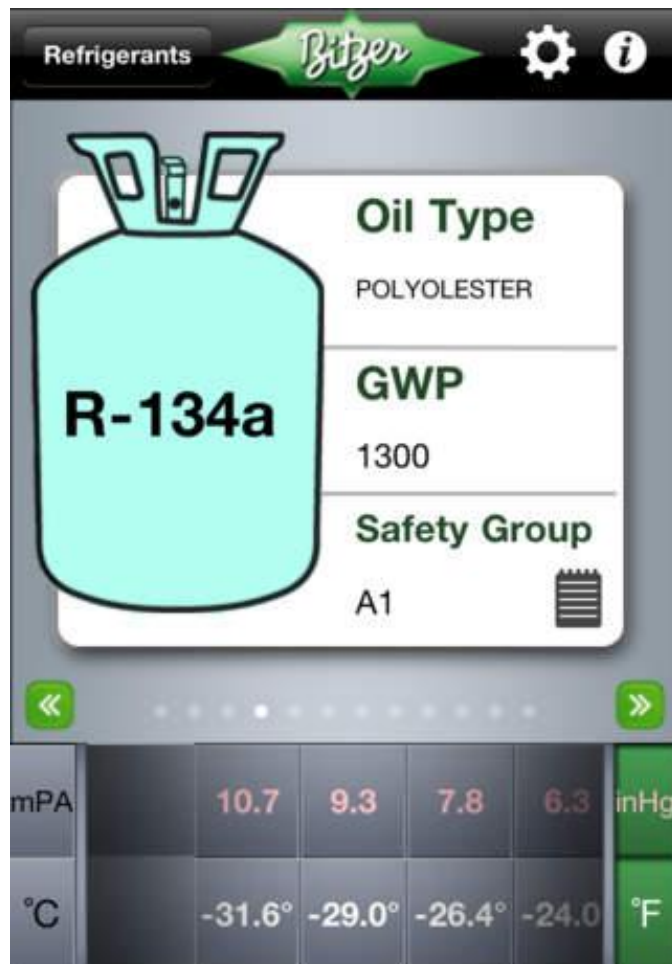 Refrigerants
Bitzer
i
Oil Type
POLYOLESTER
R-134a
GWP
1300
Safety Group
A1
mPA 10.7 9.3 7.8 6.3 inHg
°C -31.6° -29.0° -26.4° -24.0 °F